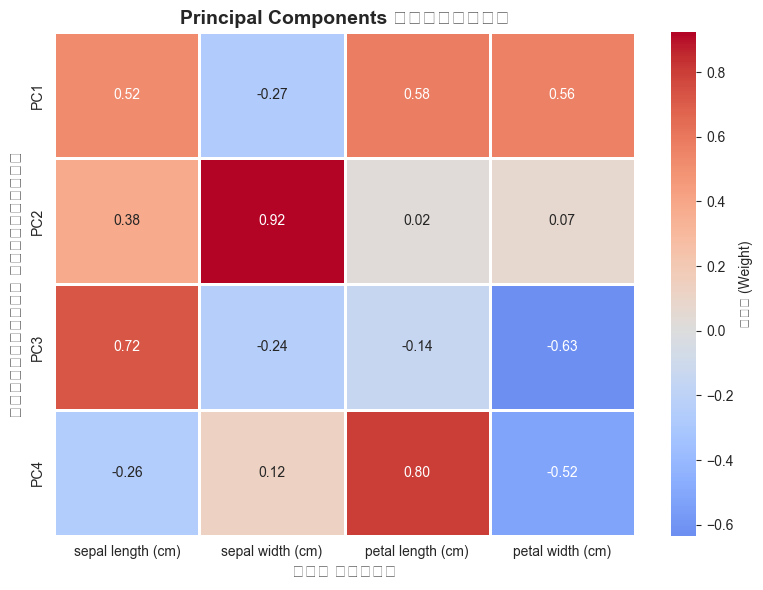 Principal Components
PC1
PC2
PC3
PC4
0.52 -0.27 0.58 0.56
0.38 0.92 0.02 0.07
0.72 -0.24 -0.14 -0.63
-0.26 0.12 0.80 -0.52
sepal length (cm) sepal width (cm) petal length (cm) petal width (cm)
0.8
0.6
0.4
0.2
0.0
−0.2
−0.4
−0.6
(Weight)